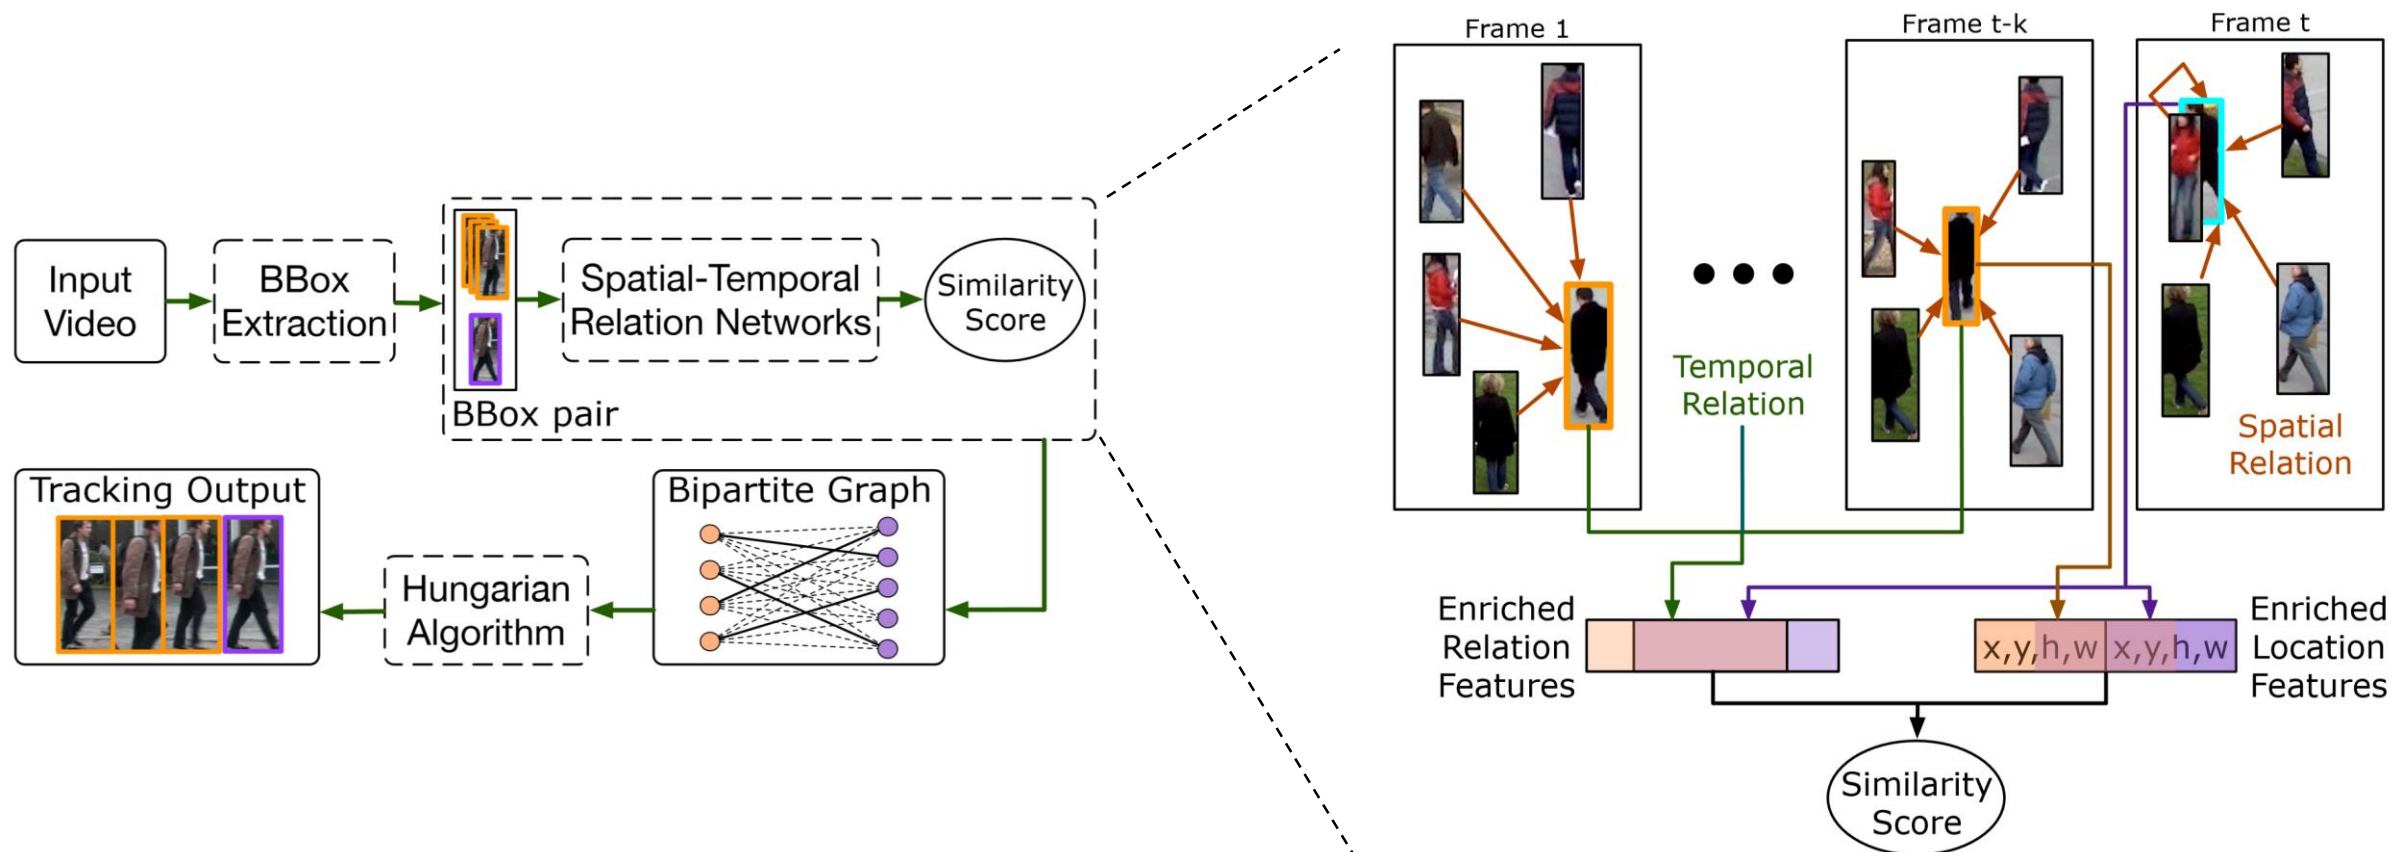 Input
Video
BBox
Extraction
BBox pair
Spatial-Temporal
Relation Networks
Similarity
Score
Tracking Output
Hungarian
Algorithm
Bipartite Graph
Frame 1
Frame t-k
Frame t
Temporal
Relation
Spatial
Relation
Enriched
Relation
Features
x,y,h,w
x,y,h,w
Enriched
Location
Features
Similarity
Score